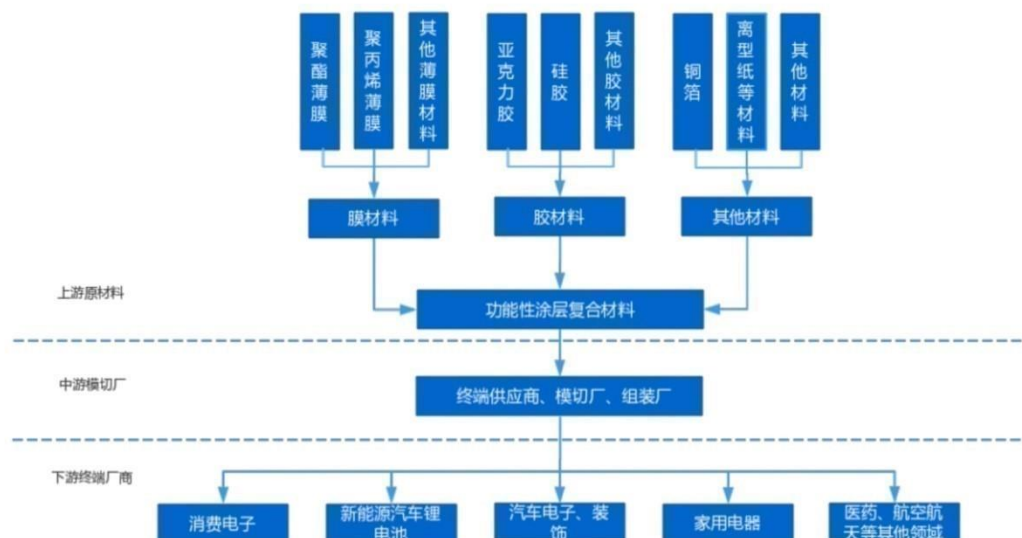 聚酯薄膜
聚丙烯薄膜
其他薄膜材料
亚克力胶
硅胶
其他胶材料
铜箔
离型纸等材料
其他材料
膜材料
胶材料
其他材料
上游原材料
功能性涂层复合材料
中游模切厂
终端供应商、模切厂、组装厂
下游终端厂商
消费电子
新能源汽车锂
电池
汽车电子、装
饰
家用电器
医药、航空航
天等其他领域